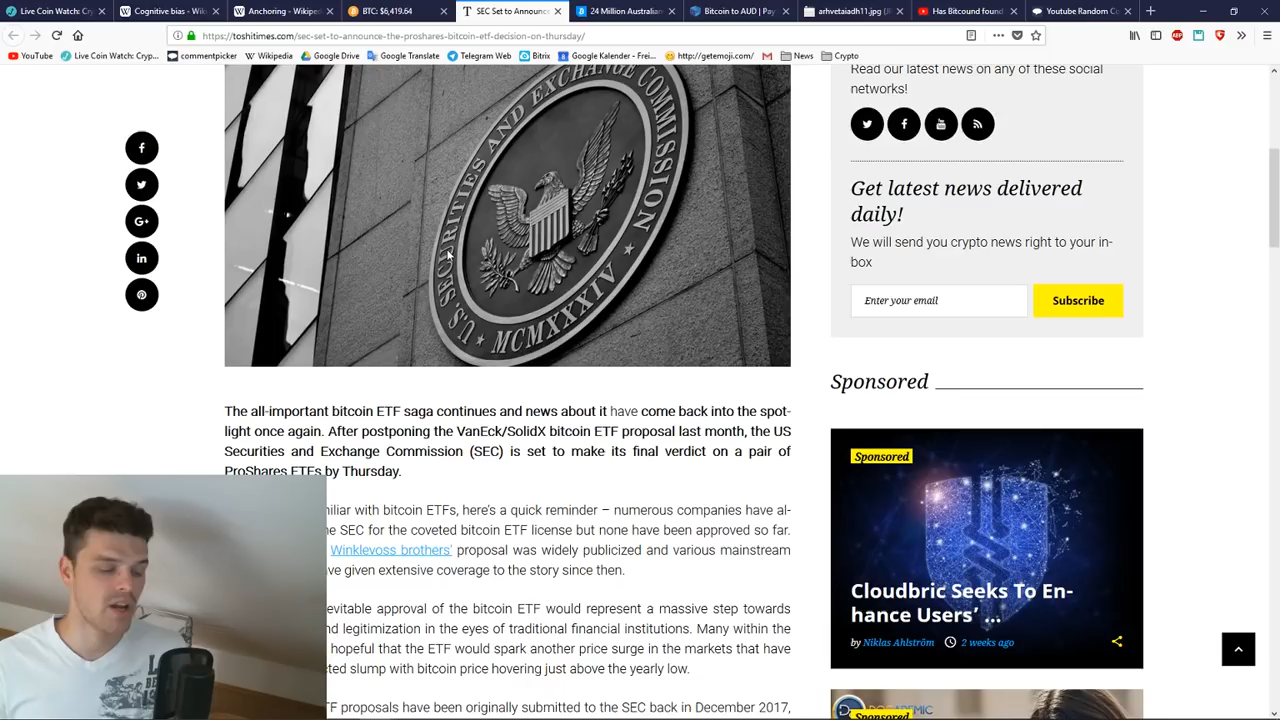 W Cognitive bias - Wiki
W Anchoring - Wikiped
BTC: $6,419.64
T SEC Set to Announce
24 Million Australian
Bitcoin to AUD | Pay
arhvetaiadh11.jpg (
Has Bitcound found
Youtube Random Co
https://toshitimes.com/sec-set-to-announce-the-proshares-bitcoin-etf-decision-on-thursday/
YouTube
Live Coin Watch: Cryp...
commentpicker
W Wikipedia
Google Drive
Google Translate
Telegram Web
Bitrix
Google Kalender - Frei...
http://getemoji.com/
News
Crypto
U.S. SECURITIES AND EXCHANGE COMMISSION
MCMXXXIV
The all-important bitcoin ETF saga continues and news about it have come back into the spot-
light once again. After postponing the VanEck/SolidX bitcoin ETF proposal last month, the US
Securities and Exchange Commission (SEC) is set to make its final verdict on a pair of
ProShares ETFs by Thursday.
miliar with bitcoin ETFs, here's a quick reminder – numerous companies have al-
e SEC for the coveted bitcoin ETF license but none have been approved so far.
Winklevoss brothers' proposal was widely publicized and various mainstream
ve given extensive coverage to the story since then.
evitable approval of the bitcoin ETF would represent a massive step towards
nd legitimization in the eyes of traditional financial institutions. Many within the
hopeful that the ETF would spark another price surge in the markets that have
ted slump with bitcoin price hovering just above the yearly low.
TF proposals have been originally submitted to the SEC back in December 2017,
Read our latest news on any of these social
networks!
Get latest news delivered
daily!
We will send you crypto news right to your in-
box
Enter your email
Subscribe
Sponsored
Sponsored
Cloudbric Seeks To En-
hance Users' ...
by Niklas Ahlström 2 weeks ago
Sponsored